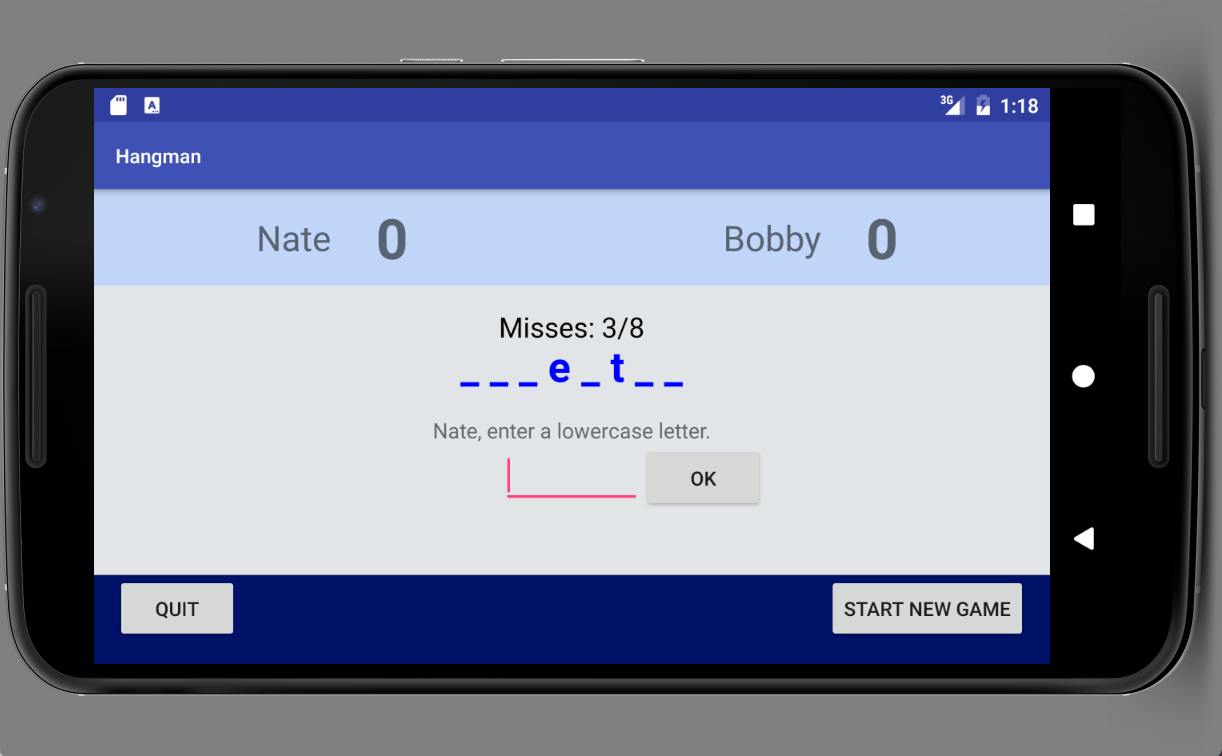 3G 1:18
Hangman
Nate 0 Bobby 0
Misses: 3/8
_ _ _ e _ t _ _
Nate, enter a lowercase letter.
OK
QUIT START NEW GAME